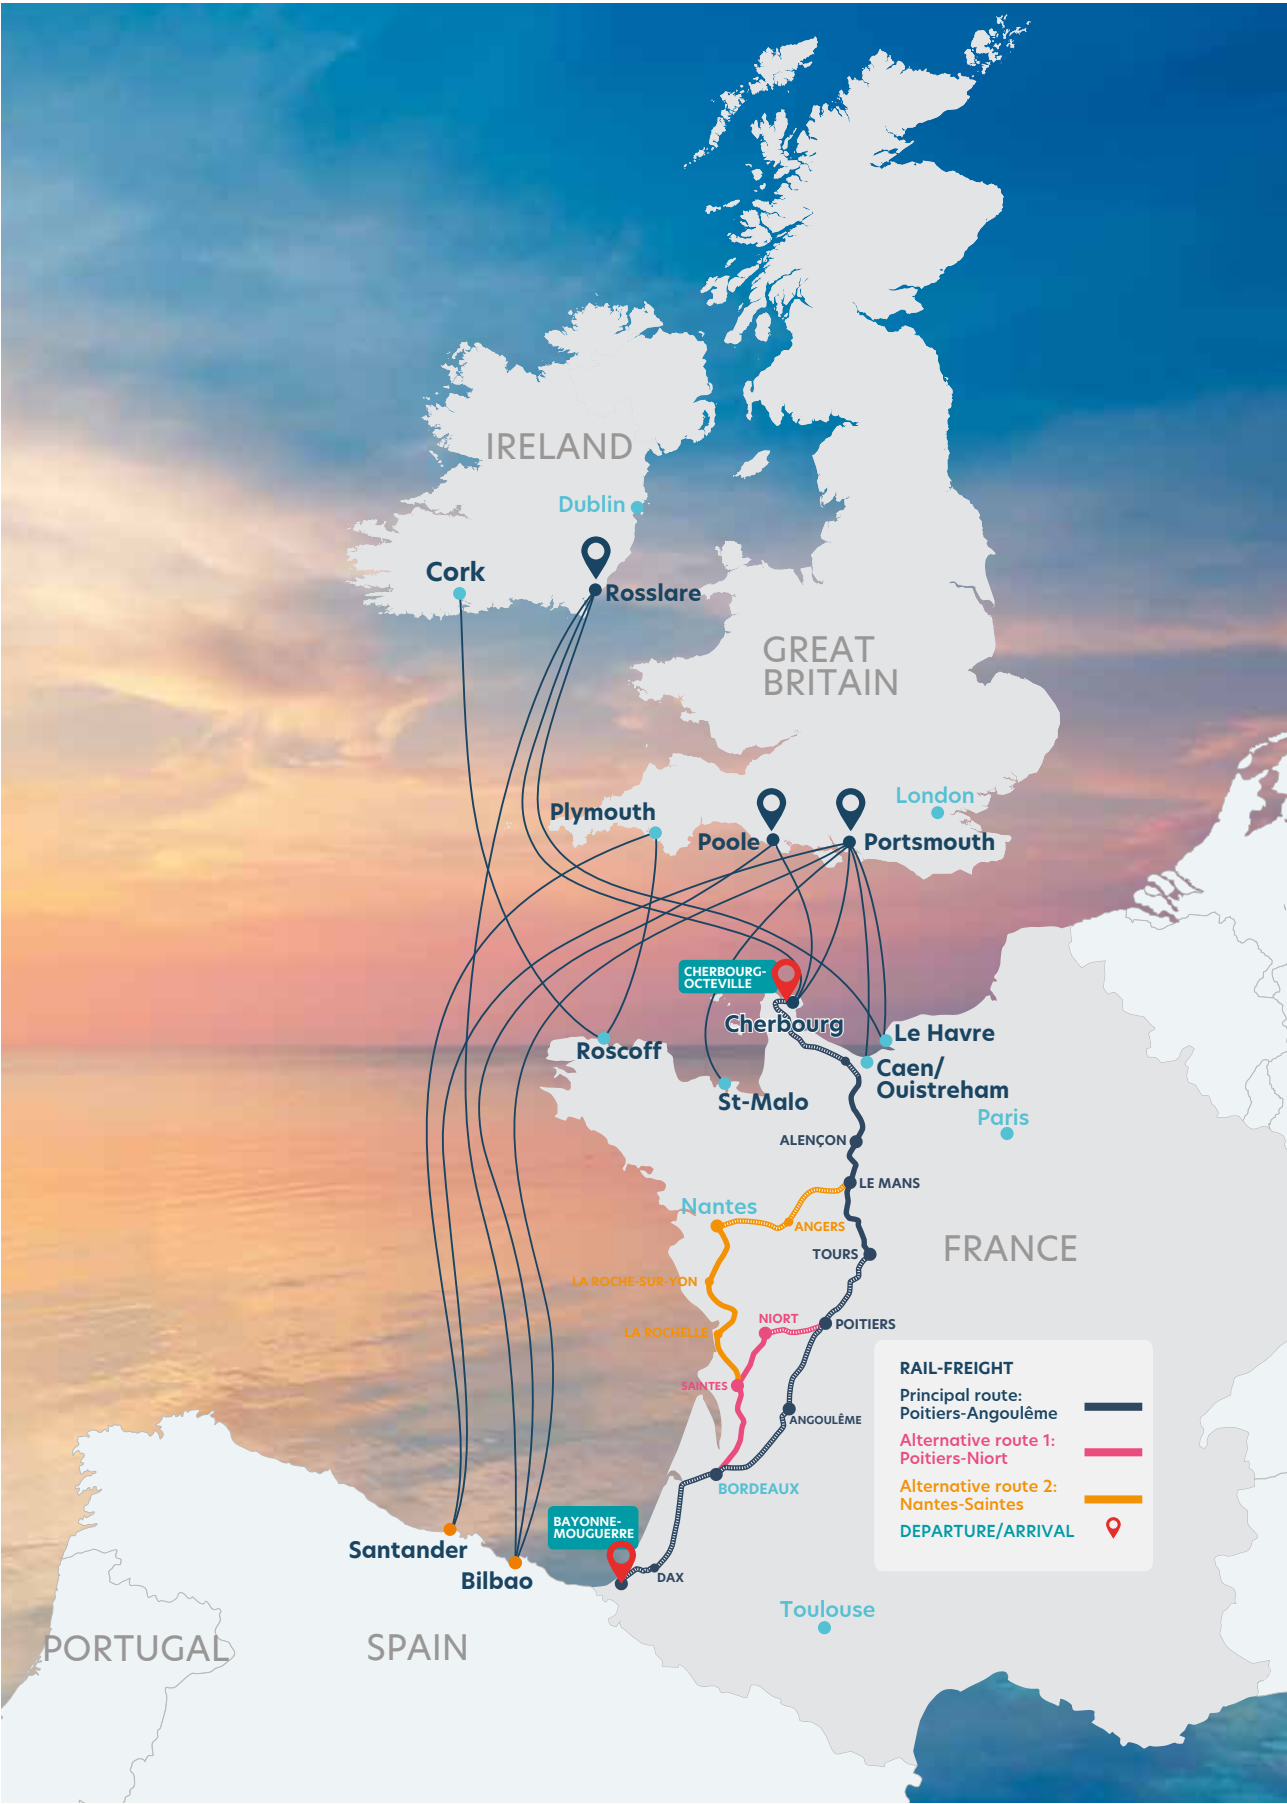 IRELAND
Dublin
Cork
Rosslare
GREAT
BRITAIN
London
Plymouth
Poole
Portsmouth
CHERBOURG-
OCTEVILLE
Cherbourg
Le Havre
Roscoff
Caen/
Ouistreham
St-Malo
Paris
ALENÇON
LE MANS
Nantes
ANGERS
FRANCE
TOURS
LA ROCHE-SUR-YON
NIORT
POITIERS
LA ROCHELLE
SAINTES
ANGOULÊME
BORDEAUX
RAIL-FREIGHT
Principal route:
Poitiers-Angoulême
Alternative route 1:
Poitiers-Niort
Alternative route 2:
Nantes-Saintes
DEPARTURE/ARRIVAL
BAYONNE-
MOUGUERRE
Santander
Bilbao
DAX
Toulouse
PORTUGAL
SPAIN